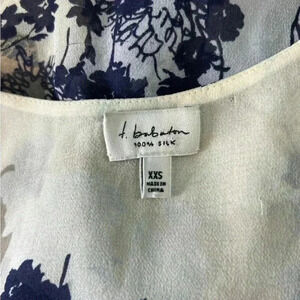 t. babaton
100% SILK
XXS
MADE IN
CHINA